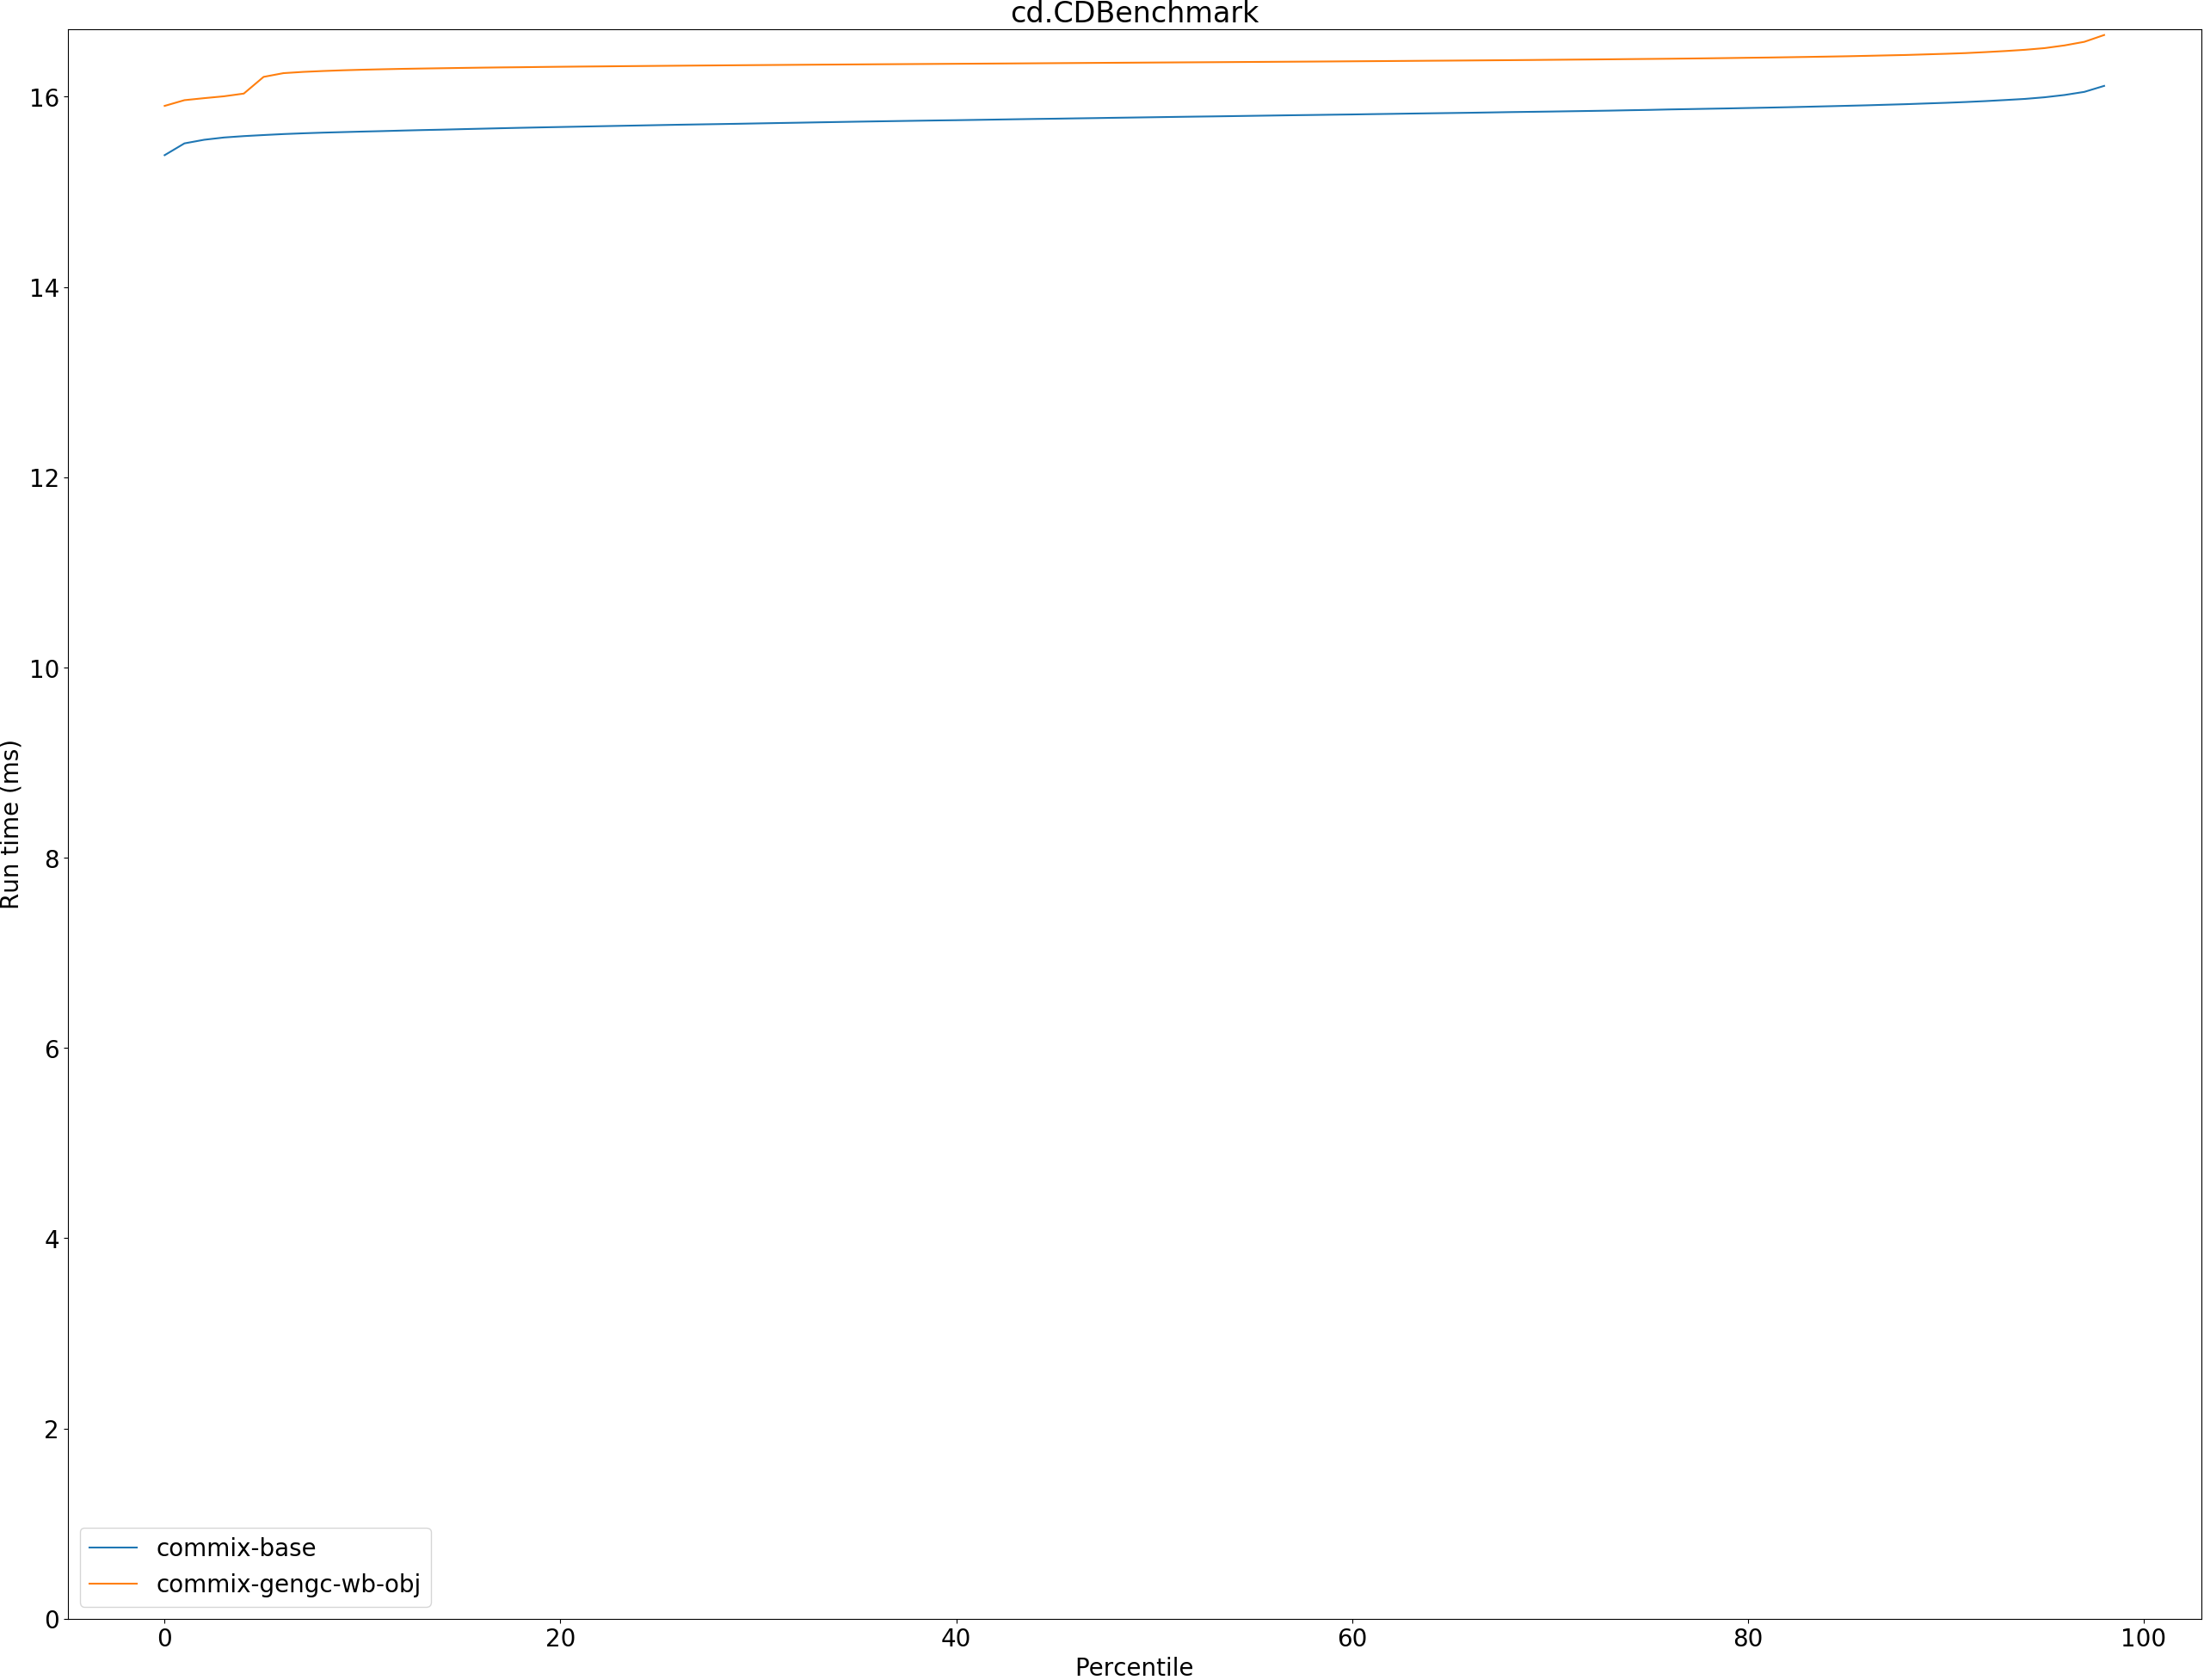 cd.CDBenchmark
Run time (ms)
16
14
12
10
8
6
4
2
0
commix-base
commix-gengc-wb-obj
0 20 40 60 80 100
Percentile